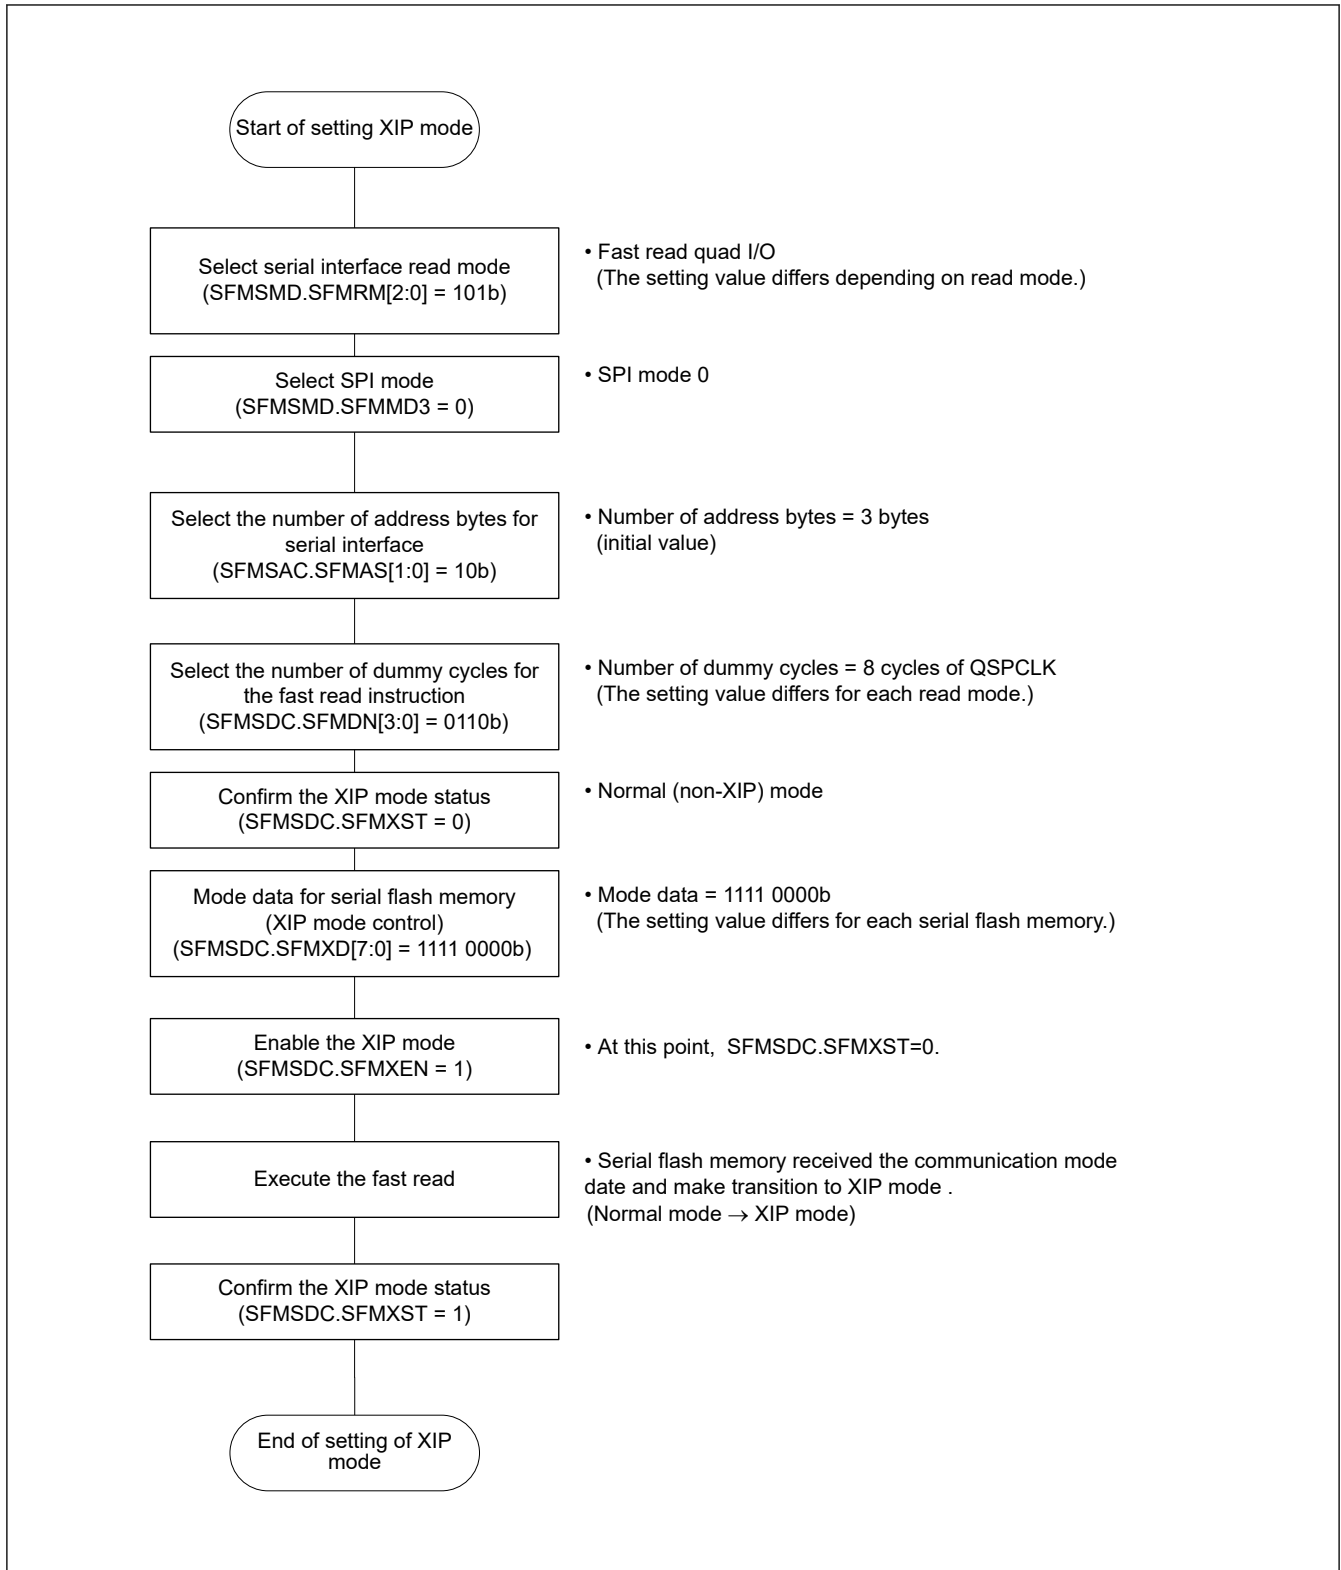 Start of setting XIP mode
Select serial interface read mode
(SFMSMD.SFMRM[2:0] = 101b)
• Fast read quad I/O
(The setting value differs depending on read mode.)
Select SPI mode
(SFMSMD.SFMMD3 = 0)
• SPI mode 0
Select the number of address bytes for
serial interface
(SFMSAC.SFMAS[1:0] = 10b)
• Number of address bytes = 3 bytes
(initial value)
Select the number of dummy cycles for
the fast read instruction
(SFMSDC.SFMDN[3:0] = 0110b)
• Number of dummy cycles = 8 cycles of QSPCLK
(The setting value differs for each read mode.)
Confirm the XIP mode status
(SFMSDC.SFMXST = 0)
• Normal (non-XIP) mode
Mode data for serial flash memory
(XIP mode control)
(SFMSDC.SFMXD[7:0] = 1111 0000b)
• Mode data = 1111 0000b
(The setting value differs for each serial flash memory.)
Enable the XIP mode
(SFMSDC.SFMXEN = 1)
• At this point,  SFMSDC.SFMXST=0.
Execute the fast read
• Serial flash memory received the communication mode
date and make transition to XIP mode .
(Normal mode → XIP mode)
Confirm the XIP mode status
(SFMSDC.SFMXST = 1)
End of setting of XIP
mode